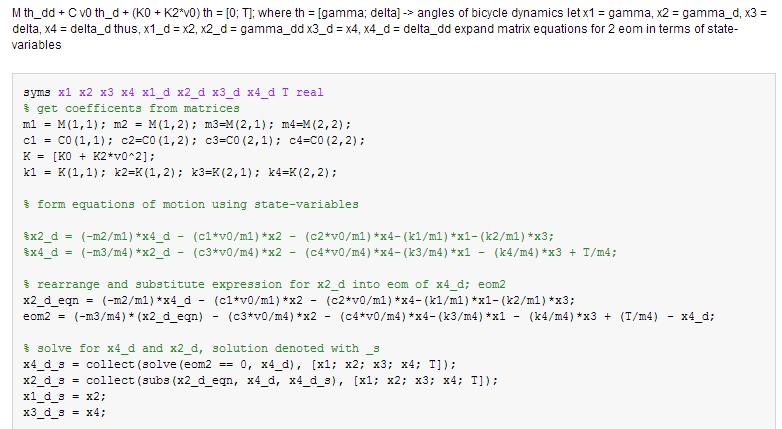 M th_dd + C v0 th_d + (K0 + K2*v0) th = [0; T]; where th = [gamma; delta] -> angles of bicycle dynamics let x1 = gamma, x2 = gamma_d, x3 =
delta, x4 = delta_d thus, x1_d = x2, x2_d = gamma_dd x3_d = x4, x4_d = delta_dd expand matrix equations for 2 eom in terms of state-
variables
syms x1 x2 x3 x4 x1_d x2_d x3_d x4_d T real
% get coefficents from matrices
m1 = M(1,1); m2 = M(1,2); m3=M(2,1); m4=M(2,2);
c1 = C0(1,1); c2=C0(1,2); c3=C0(2,1); c4=C0(2,2);
K = [K0 + K2*v0^2];
k1 = K(1,1); k2=K(1,2); k3=K(2,1); k4=K(2,2);
% form equations of motion using state-variables
%x2_d = (-m2/m1)*x4_d - (c1*v0/m1)*x2 - (c2*v0/m1)*x4-(k1/m1)*x1-(k2/m1)*x3;
%x4_d = (-m3/m4)*x2_d - (c3*v0/m4)*x2 - (c4*v0/m4)*x4-(k3/m4)*x1 - (k4/m4)*x3 + T/m4;
% rearrange and substitute expression for x2_d into eom of x4_d; eom2
x2_d_eqn = (-m2/m1)*x4_d - (c1*v0/m1)*x2 - (c2*v0/m1)*x4-(k1/m1)*x1-(k2/m1)*x3;
eom2 = (-m3/m4)*(x2_d_eqn) - (c3*v0/m4)*x2 - (c4*v0/m4)*x4-(k3/m4)*x1 - (k4/m4)*x3 + (T/m4) - x4_d;
% solve for x4_d and x2_d, solution denoted with _s
x4_d_s = collect(solve(eom2 == 0, x4_d), [x1; x2; x3; x4; T]);
x2_d_s = collect(subs(x2_d_eqn, x4_d, x4_d_s), [x1; x2; x3; x4; T]);
x1_d_s = x2;
x3_d_s = x4;